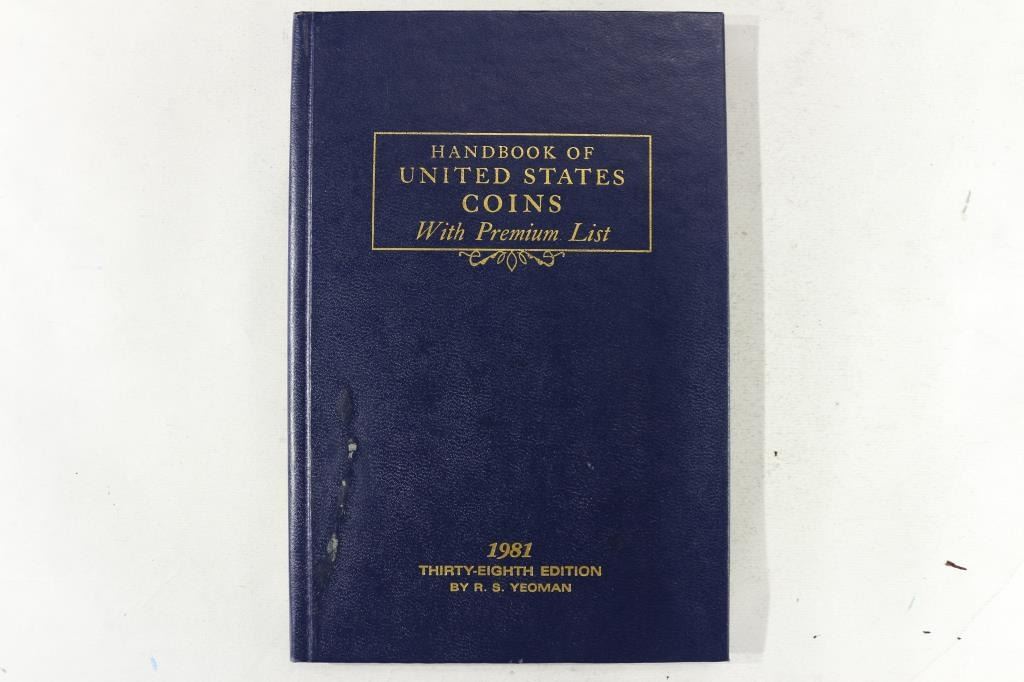 HANDBOOK OF
UNITED STATES
COINS
With Premium List
1981
THIRTY-EIGHTH EDITION
BY R. S. YEOMAN